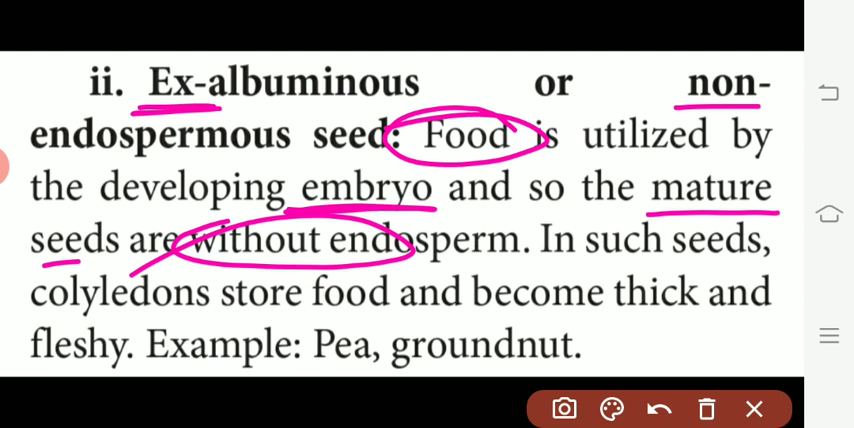 ii. Ex-albuminous or non-
endospermous seed: Food is utilized by
the developing embryo and so the mature
seeds are without endosperm. In such seeds,
colyledons store food and become thick and
fleshy. Example: Pea, groundnut.